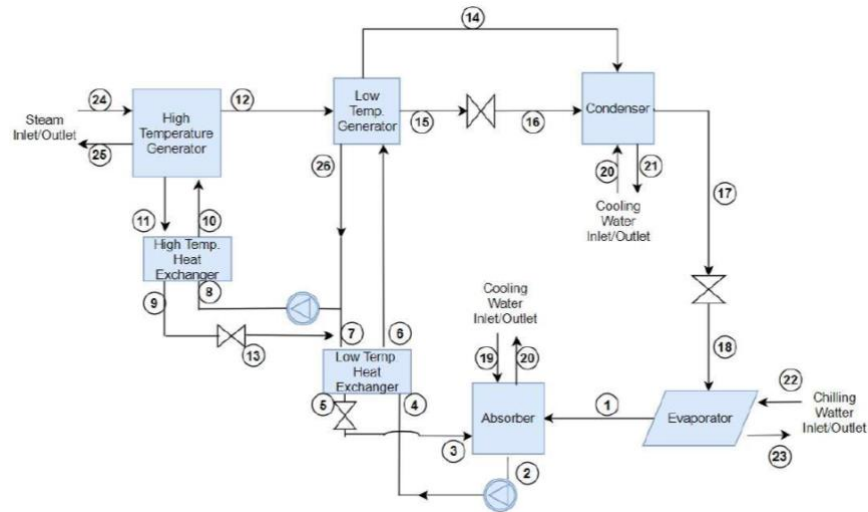 14
24
12
Low
Temp.
Generator
15
16
Condenser
High
Temperature
Generator
Steam
Inlet/Outlet
25
26
20
21
Cooling
Water
Inlet/Outlet
17
11
10
High Temp.
Heat
Exchanger
9
8
Cooling
Water
Inlet/Outlet
13
7
6
19
20
18
Low Temp.
Heat
Exchanger
5
4
Absorber
1
22
Evaporator
Chilling
Watter
Inlet/Outlet
3
23
2